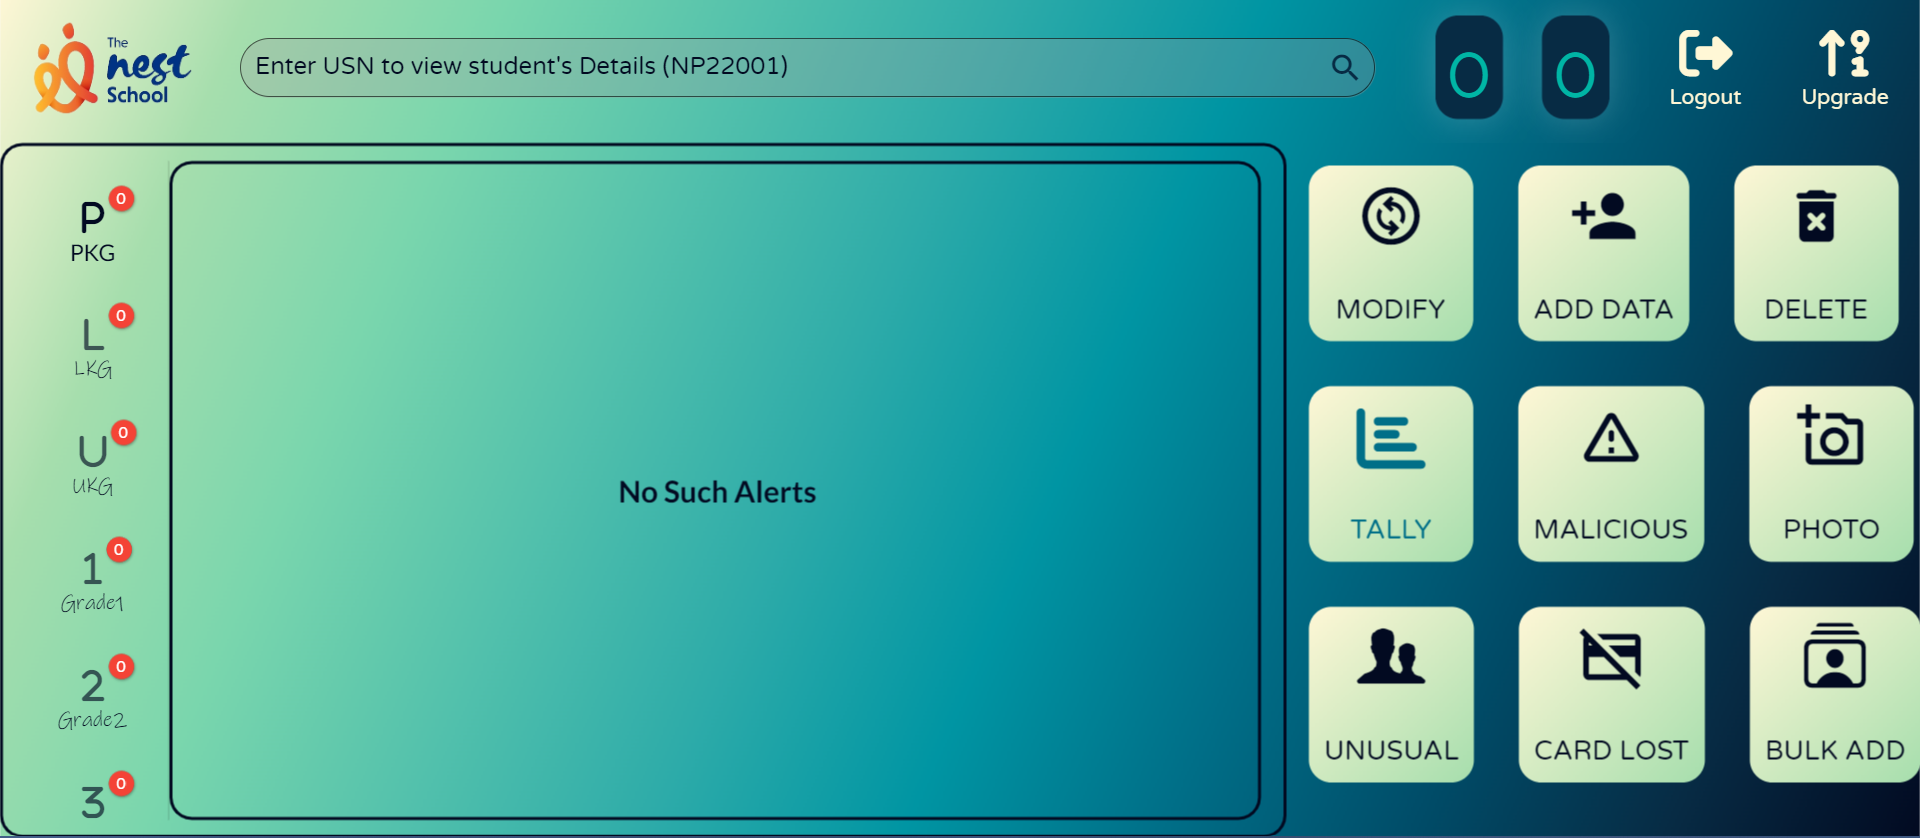 The
nest
School
Enter USN to view student's Details (NP22001)
0 0
Logout
Upgrade
P 0
PKG
L 0
LKG
U 0
UKG
1 0
Grade1
2 0
Grade2
3 0
No Such Alerts
MODIFY
ADD DATA
DELETE
TALLY
MALICIOUS
PHOTO
UNUSUAL
CARD LOST
BULK ADD